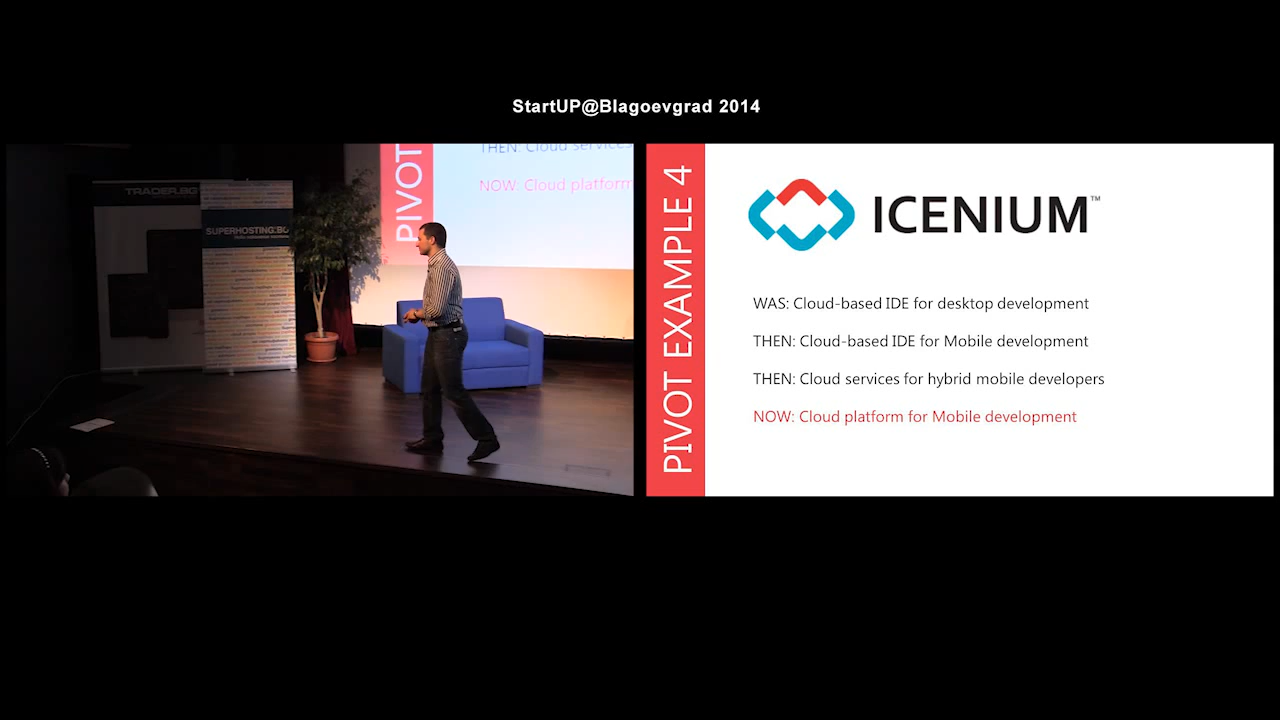 StartUP@Blagoevgrad 2014
TRADER.BG
SUPERHOSTING.BG
PIVOT
THEN: Cloud services
NOW: Cloud platform
PIVOT EXAMPLE 4
ICENIUM™
WAS: Cloud-based IDE for desktop development
THEN: Cloud-based IDE for Mobile development
THEN: Cloud services for hybrid mobile developers
NOW: Cloud platform for Mobile development